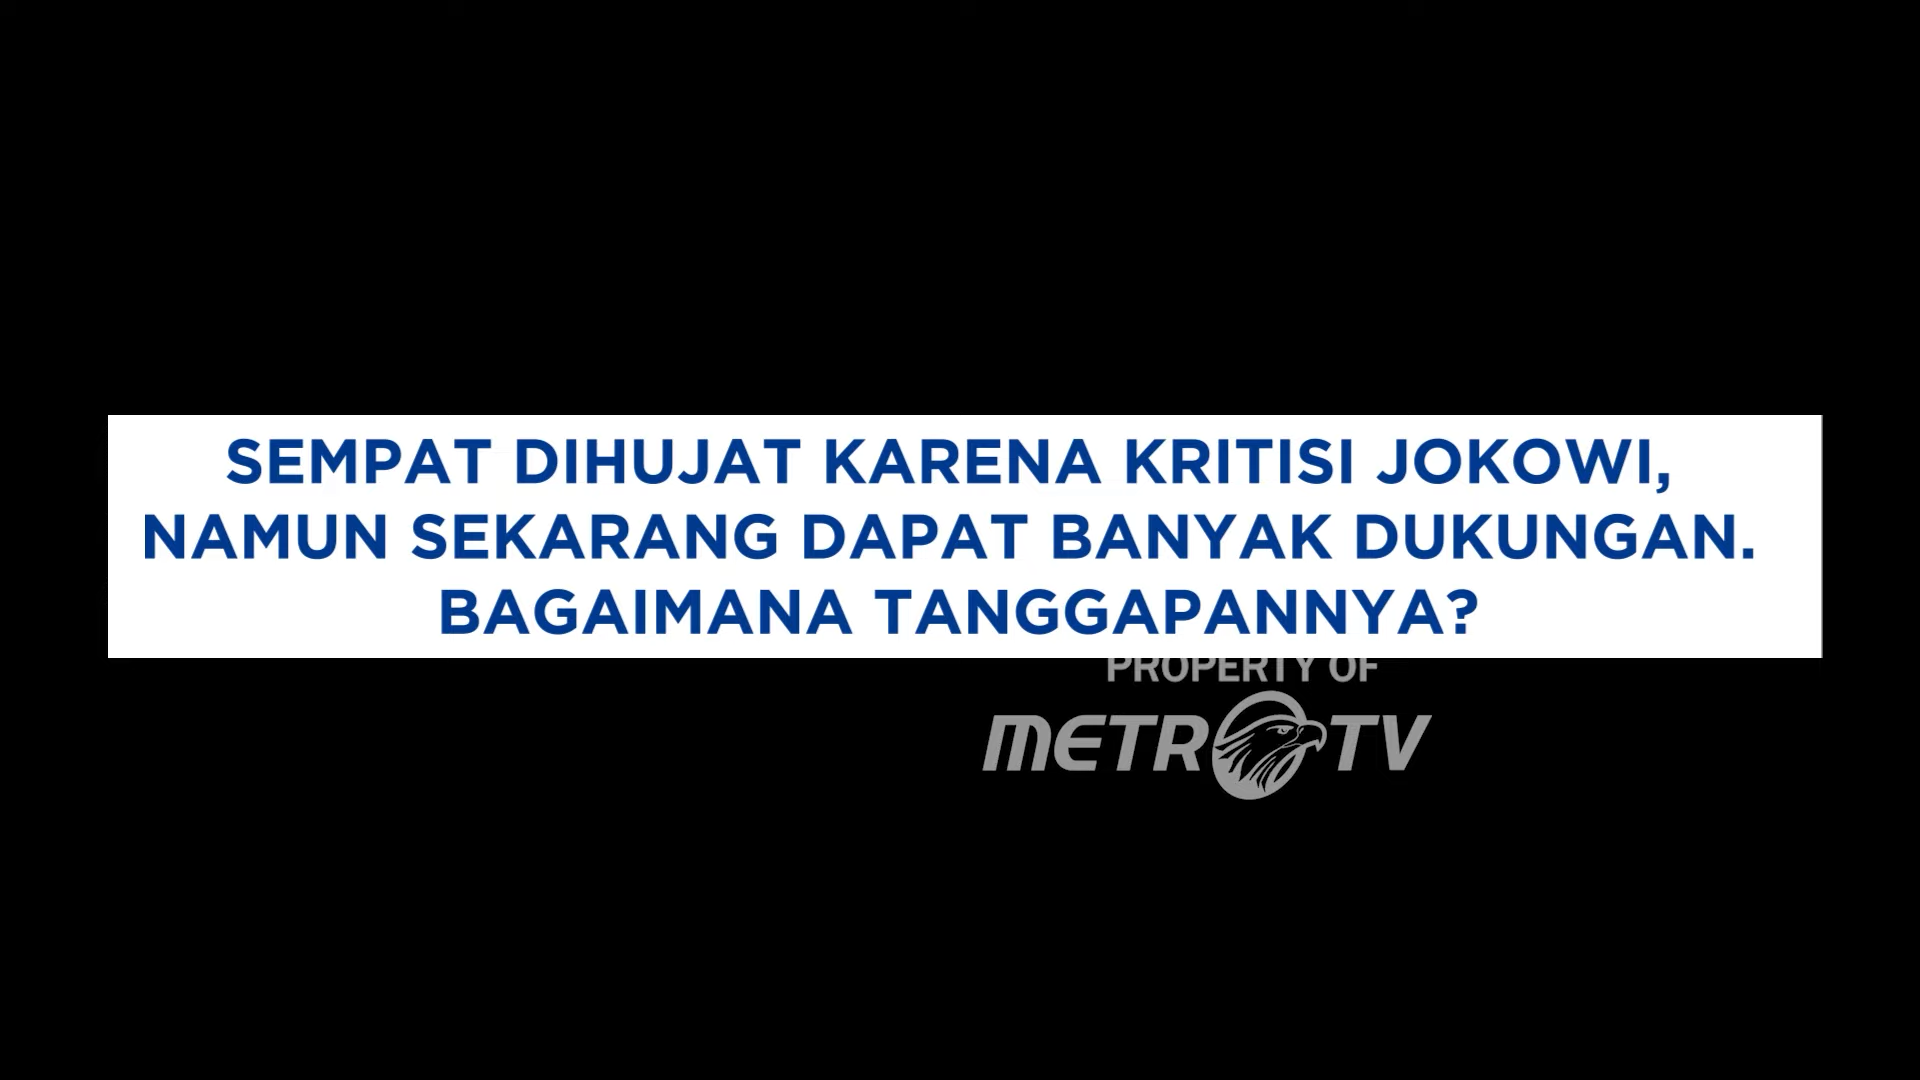 SEMPAT DIHUJAT KARENA KRITISI JOKOWI,
NAMUN SEKARANG DAPAT BANYAK DUKUNGAN.
BAGAIMANA TANGGAPANNYA?
PROPERTY OF
METRO TV